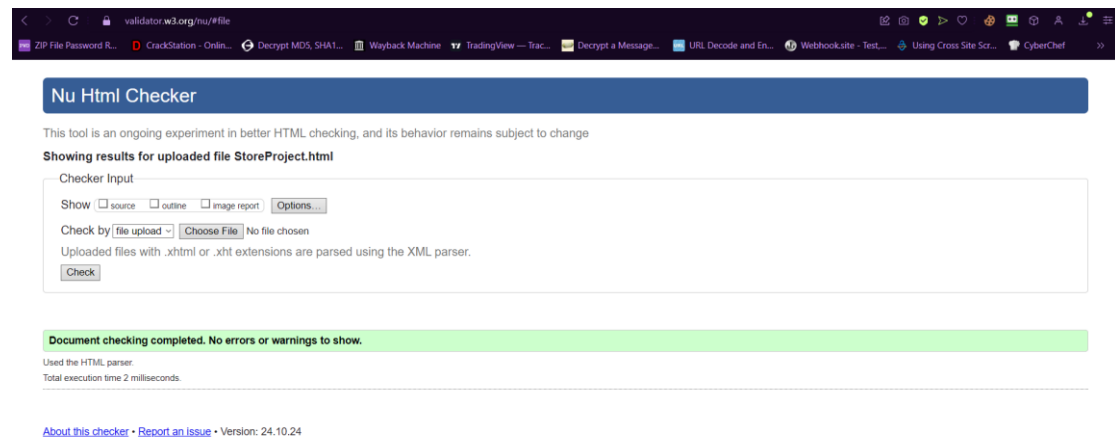 validator.w3.org/nu/#file
ZIP File Password R... CrackStation - Onlin... Decrypt MD5, SHA1... Wayback Machine TradingView — Trac... Decrypt a Message... URL Decode and En... Webhook.site - Test,... Using Cross Site Scr... CyberChef
Nu Html Checker
This tool is an ongoing experiment in better HTML checking, and its behavior remains subject to change
Showing results for uploaded file StoreProject.html
Checker Input
Show source outline image report Options...
Check by file upload Choose File No file chosen
Uploaded files with .xhtml or .xht extensions are parsed using the XML parser.
Check
Document checking completed. No errors or warnings to show.
Used the HTML parser.
Total execution time 2 milliseconds.
About this checker • Report an issue • Version: 24.10.24